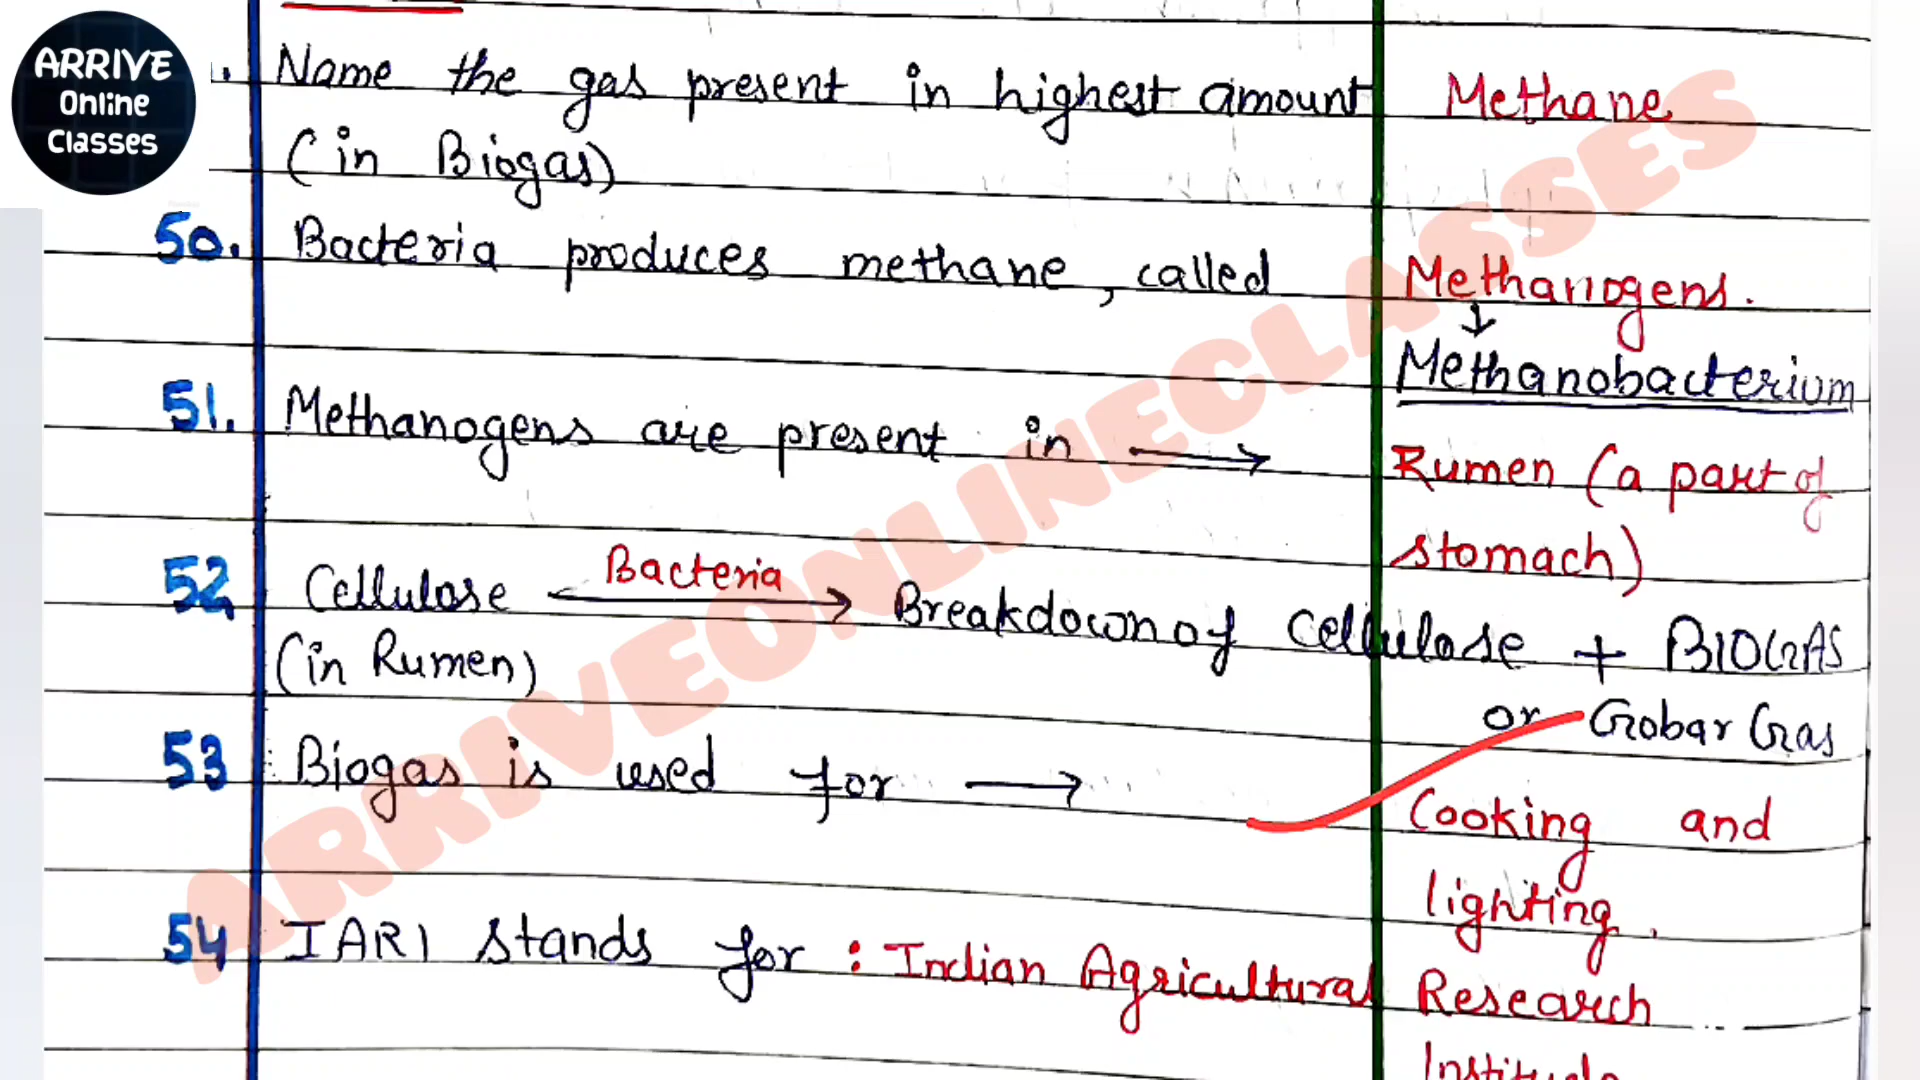 ARRIVE
Online
Classes
. Name the gas present in highest amount Methane
(in Biogas)
50. Bacteria produces methane, called Methanogens.
↓
Methanobacterium
51. Methanogens are present in → Rumen (a part of
stomach)
52 Cellulose Bacteria Breakdown of cellulose + BIOGAS
(in Rumen)
or Gobar Gas
53 Biogas is used for → Cooking and
lighting.
54 IARI stands for : Indian Agricultural Research
ARRIVEONLINECLASSES